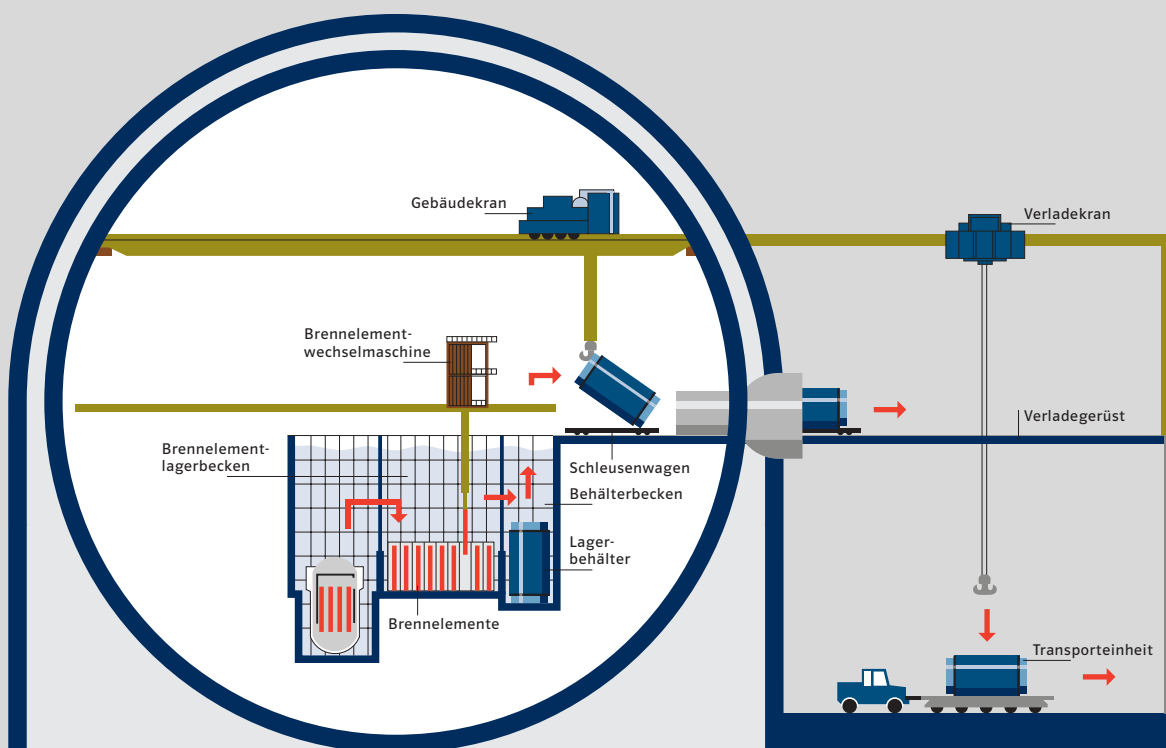 Gebäudekran
Verladekran
Brennelement-
wechselmaschine
Verladegerüst
Brennelement-
lagerbecken
Schleusenwagen
Behälterbecken
Lager-
behälter
Brennelemente
Transporteinheit